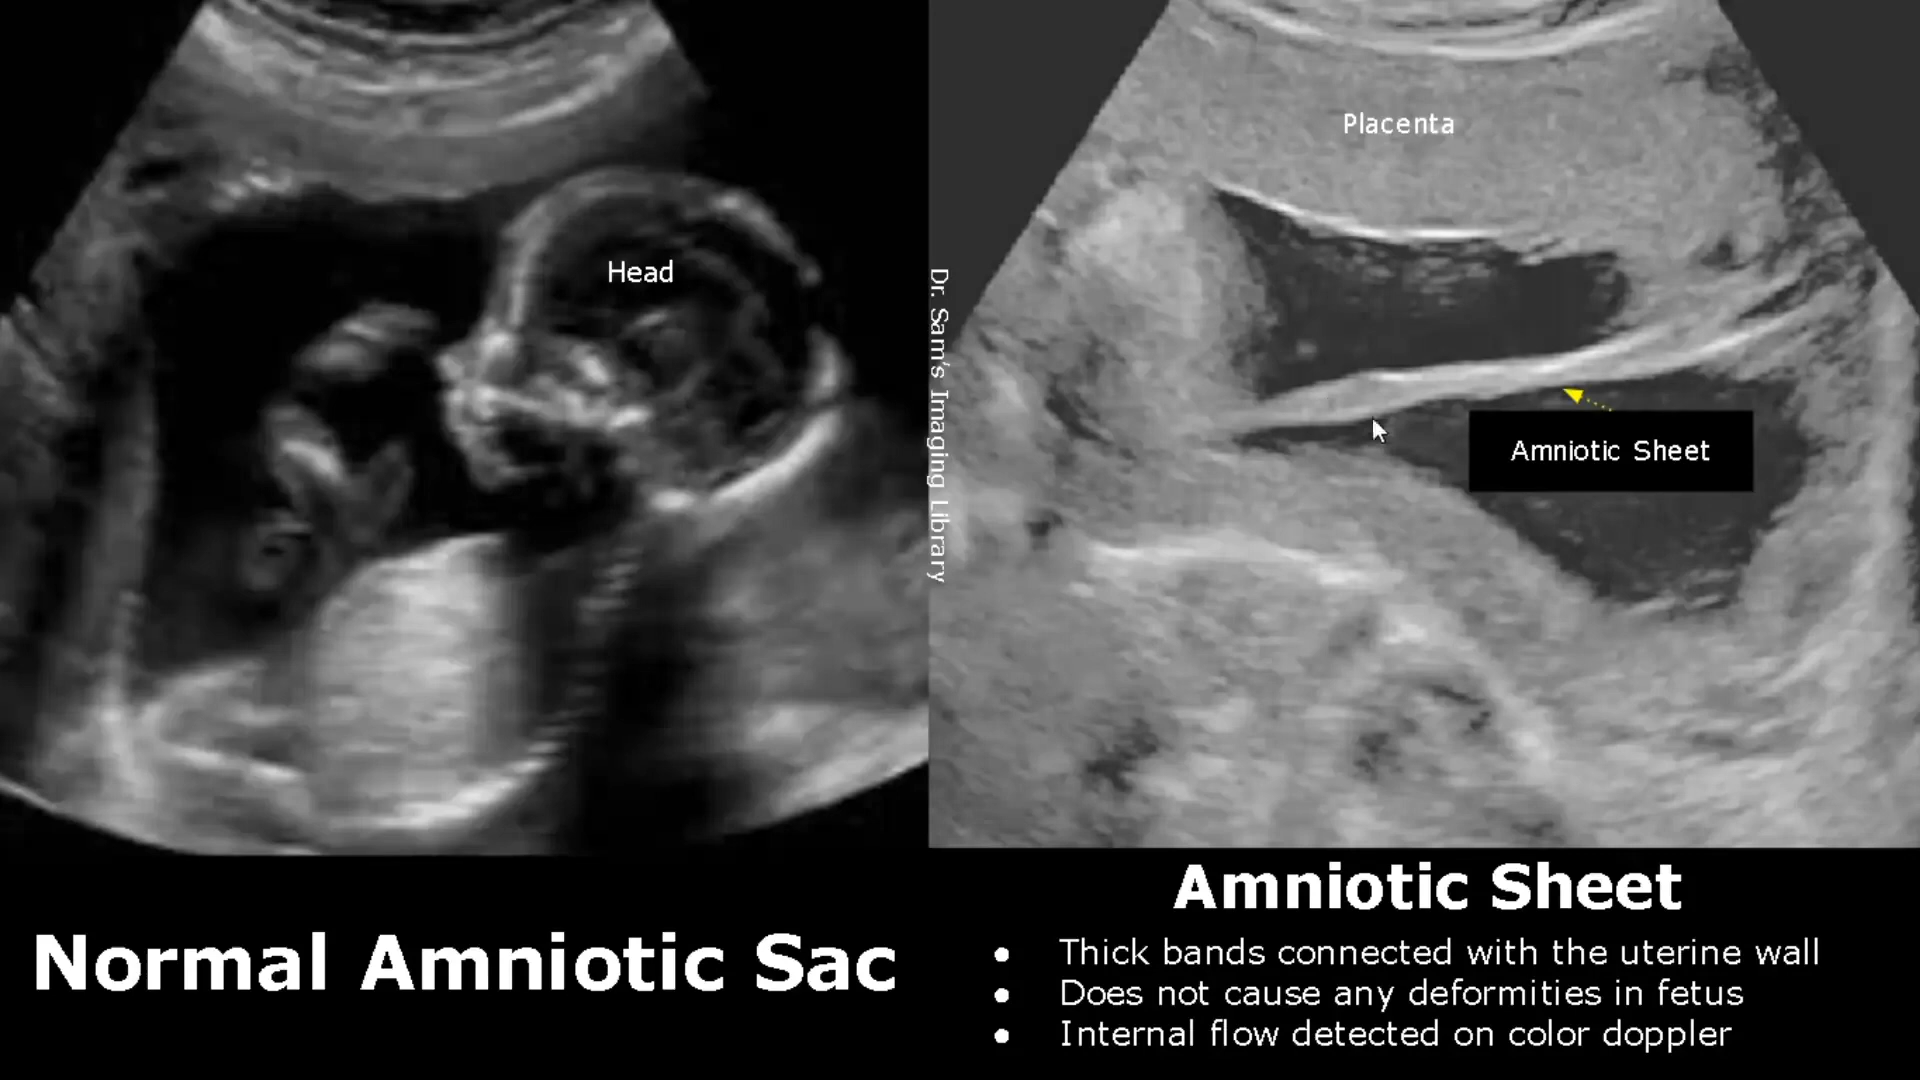 Head
Dr. Sam's Imaging Library
Placenta
Amniotic Sheet
Normal Amniotic Sac
Amniotic Sheet
• Thick bands connected with the uterine wall
• Does not cause any deformities in fetus
• Internal flow detected on color doppler